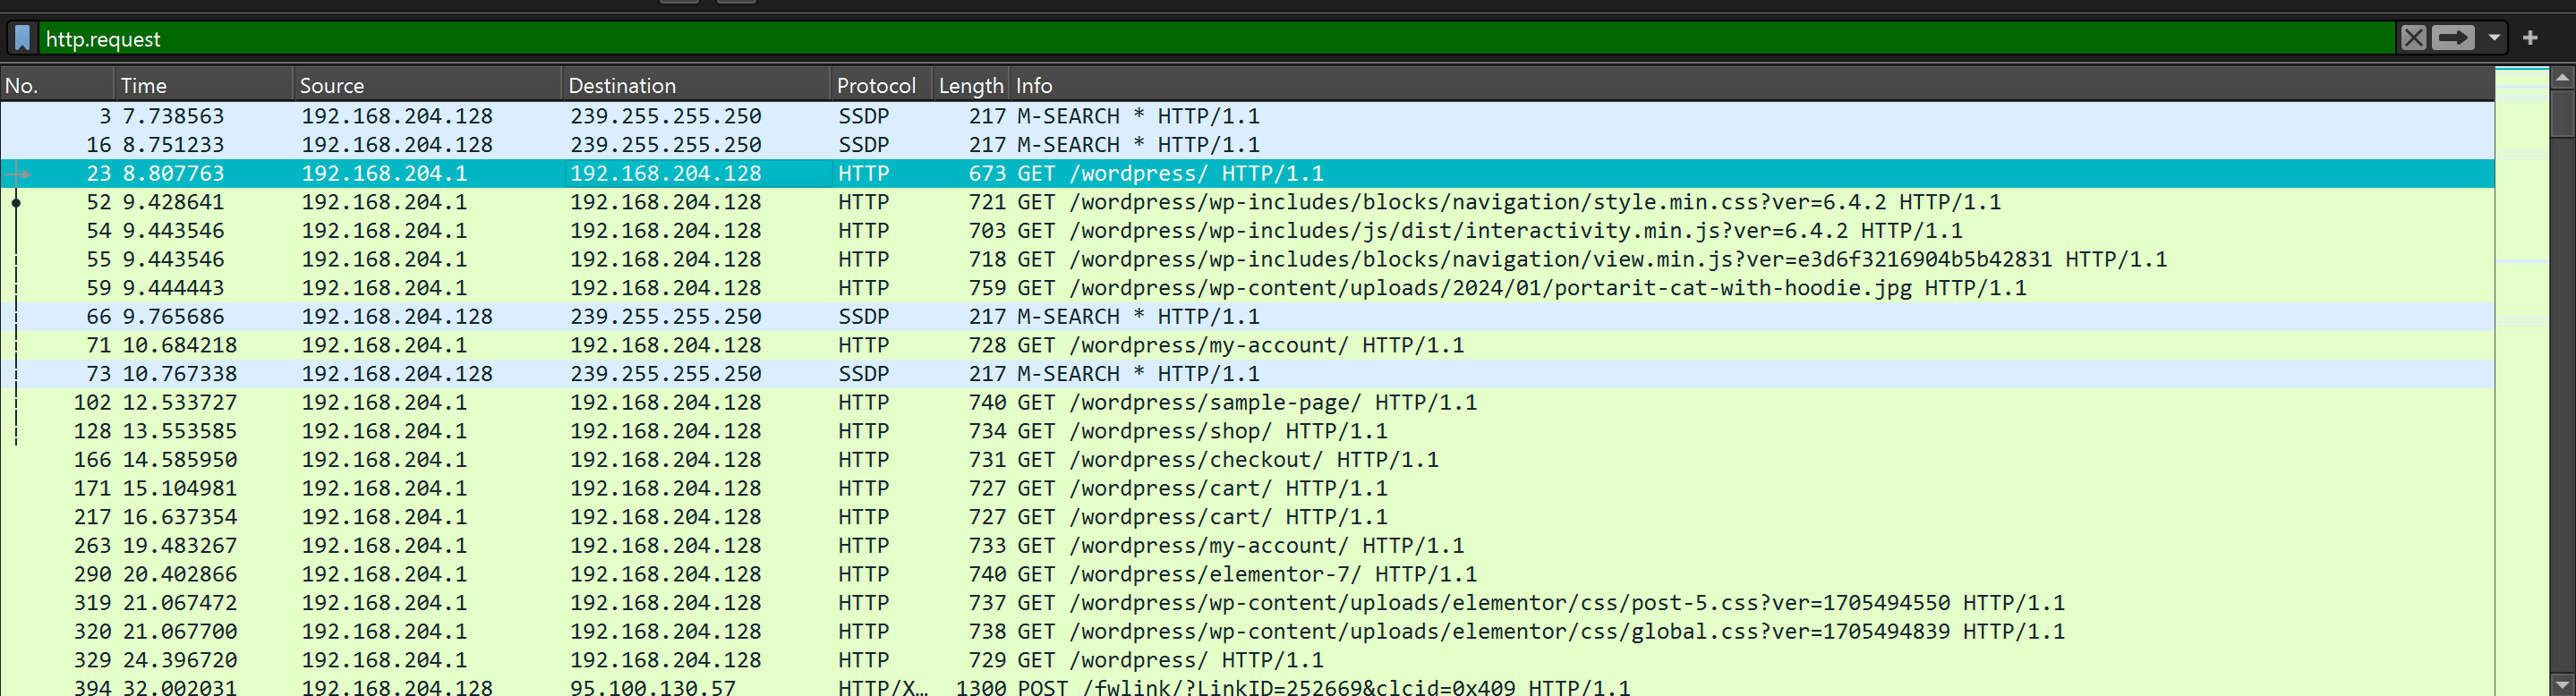 http.request
No. Time Source Destination Protocol Length Info
3 7.738563 192.168.204.128 239.255.255.250 SSDP 217 M-SEARCH * HTTP/1.1
16 8.751233 192.168.204.128 239.255.255.250 SSDP 217 M-SEARCH * HTTP/1.1
23 8.807763 192.168.204.1 192.168.204.128 HTTP 673 GET /wordpress/ HTTP/1.1
52 9.428641 192.168.204.1 192.168.204.128 HTTP 721 GET /wordpress/wp-includes/blocks/navigation/style.min.css?ver=6.4.2 HTTP/1.1
54 9.443546 192.168.204.1 192.168.204.128 HTTP 703 GET /wordpress/wp-includes/js/dist/interactivity.min.js?ver=6.4.2 HTTP/1.1
55 9.443546 192.168.204.1 192.168.204.128 HTTP 718 GET /wordpress/wp-includes/blocks/navigation/view.min.js?ver=e3d6f3216904b5b42831 HTTP/1.1
59 9.444443 192.168.204.1 192.168.204.128 HTTP 759 GET /wordpress/wp-content/uploads/2024/01/portarit-cat-with-hoodie.jpg HTTP/1.1
66 9.765686 192.168.204.128 239.255.255.250 SSDP 217 M-SEARCH * HTTP/1.1
71 10.684218 192.168.204.1 192.168.204.128 HTTP 728 GET /wordpress/my-account/ HTTP/1.1
73 10.767338 192.168.204.128 239.255.255.250 SSDP 217 M-SEARCH * HTTP/1.1
102 12.533727 192.168.204.1 192.168.204.128 HTTP 740 GET /wordpress/sample-page/ HTTP/1.1
128 13.553585 192.168.204.1 192.168.204.128 HTTP 734 GET /wordpress/shop/ HTTP/1.1
166 14.585950 192.168.204.1 192.168.204.128 HTTP 731 GET /wordpress/checkout/ HTTP/1.1
171 15.104981 192.168.204.1 192.168.204.128 HTTP 727 GET /wordpress/cart/ HTTP/1.1
217 16.637354 192.168.204.1 192.168.204.128 HTTP 727 GET /wordpress/cart/ HTTP/1.1
263 19.483267 192.168.204.1 192.168.204.128 HTTP 733 GET /wordpress/my-account/ HTTP/1.1
290 20.402866 192.168.204.1 192.168.204.128 HTTP 740 GET /wordpress/elementor-7/ HTTP/1.1
319 21.067472 192.168.204.1 192.168.204.128 HTTP 737 GET /wordpress/wp-content/uploads/elementor/css/post-5.css?ver=1705494550 HTTP/1.1
320 21.067700 192.168.204.1 192.168.204.128 HTTP 738 GET /wordpress/wp-content/uploads/elementor/css/global.css?ver=1705494839 HTTP/1.1
329 24.396720 192.168.204.1 192.168.204.128 HTTP 729 GET /wordpress/ HTTP/1.1
394 32.002031 192.168.204.128 95.100.130.57 HTTP/X… 1300 POST /fwlink/?LinkID=252669&clcid=0x409 HTTP/1.1